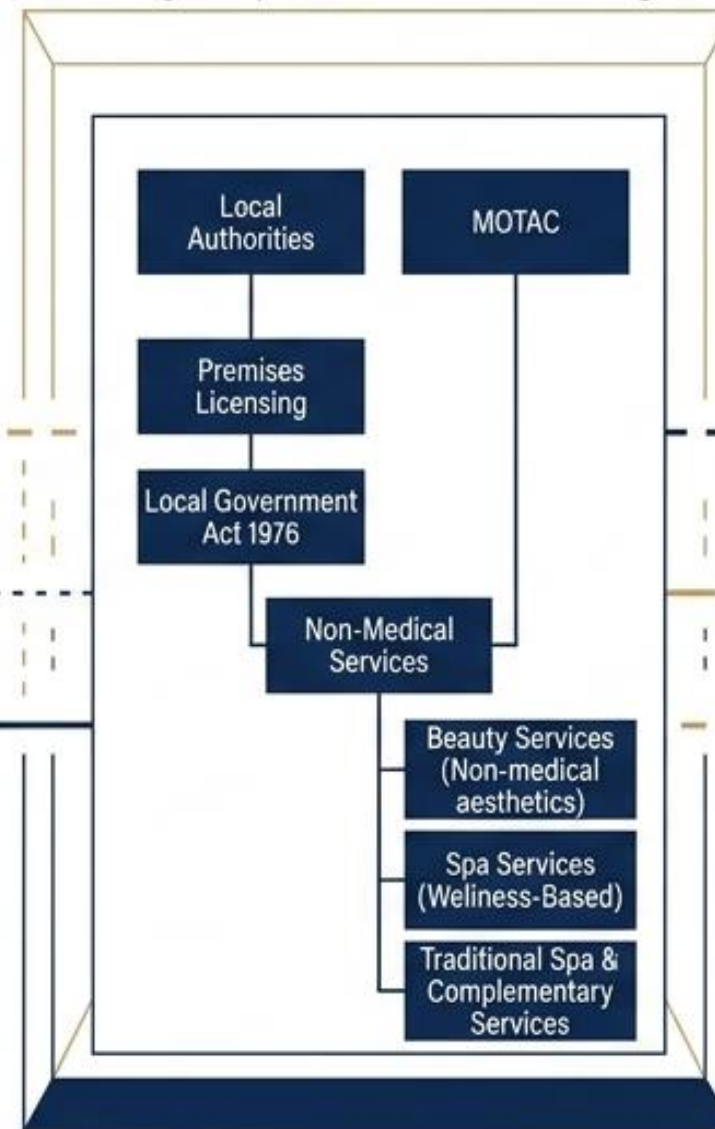 Local
Authorities
MOTAC
Premises
Licensing
Local Government
Act 1976
Non-Medical
Services
Beauty Services
(Non-medical
aesthetics)
Spa Services
(Weliness-Based)
Traditional Spa &
Complementary
Services